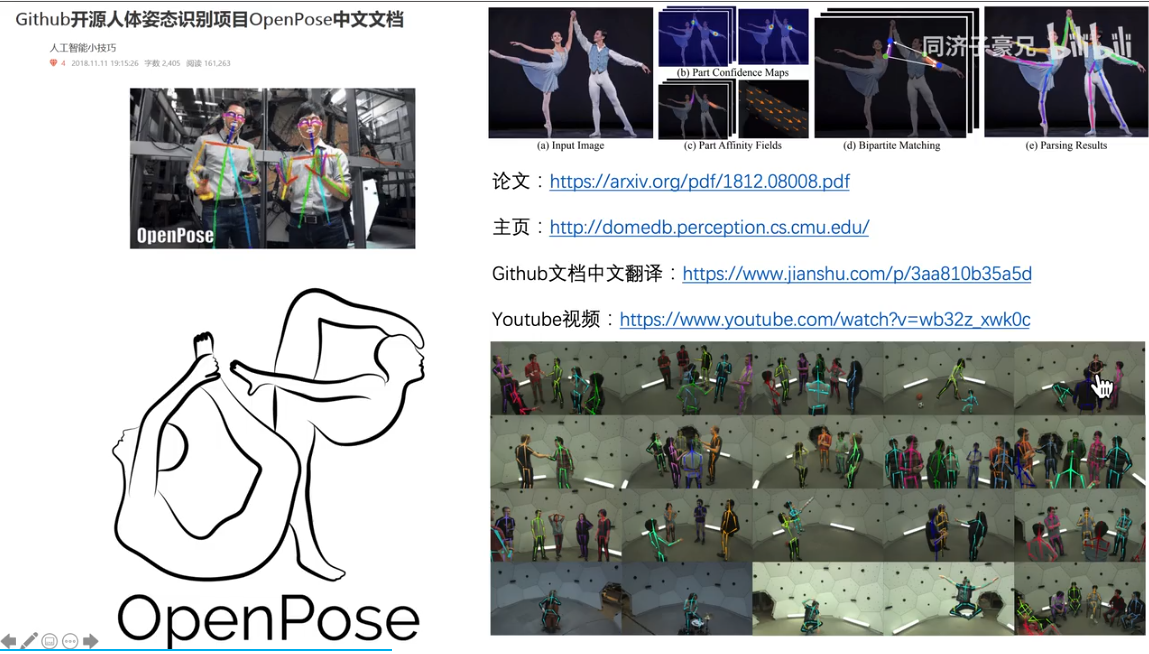 Github开源人体姿态识别项目OpenPose中文文档
人工智能小技巧
4 2018.11.11 19:15:26 字数 2,405 阅读 161,263
OpenPose
OpenPose
同济子豪兄 bilibili
(a) Input Image
(b) Part Confidence Maps
(c) Part Affinity Fields
(d) Bipartite Matching
(e) Parsing Results
论文：https://arxiv.org/pdf/1812.08008.pdf
主页：http://domedb.perception.cs.cmu.edu/
Github文档中文翻译：https://www.jianshu.com/p/3aa810b35a5d
Youtube视频：https://www.youtube.com/watch?v=wb32z_xwk0c